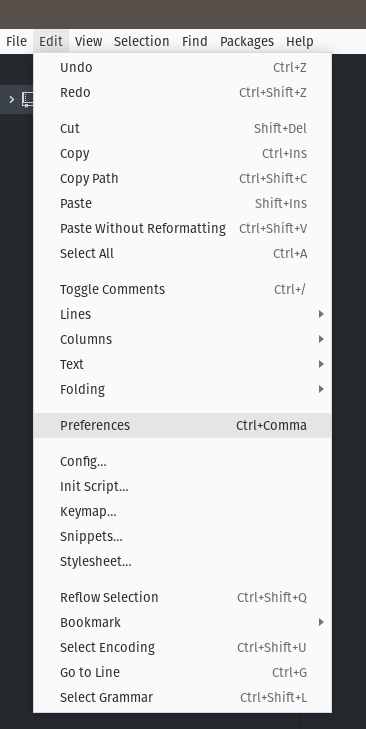 File Edit View Selection Find Packages Help
Undo Ctrl+Z
Redo Ctrl+Shift+Z
Cut Shift+Del
Copy Ctrl+Ins
Copy Path Ctrl+Shift+C
Paste Shift+Ins
Paste Without Reformatting Ctrl+Shift+V
Select All Ctrl+A
Toggle Comments Ctrl+/
Lines
Columns
Text
Folding
Preferences Ctrl+Comma
Config...
Init Script...
Keymap...
Snippets...
Stylesheet...
Reflow Selection Ctrl+Shift+Q
Bookmark
Select Encoding Ctrl+Shift+U
Go to Line Ctrl+G
Select Grammar Ctrl+Shift+L